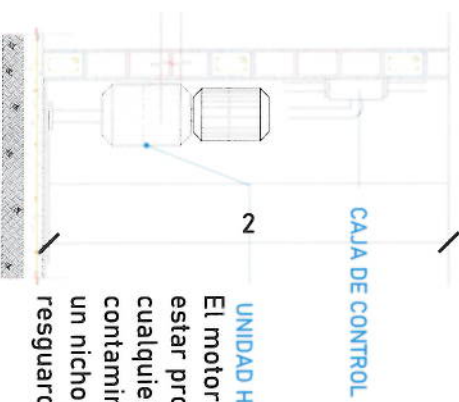 2
CAJA DE CONTROL
UNIDAD H
El motor
estar pro
cualquie
contamin
un nicho
resguard